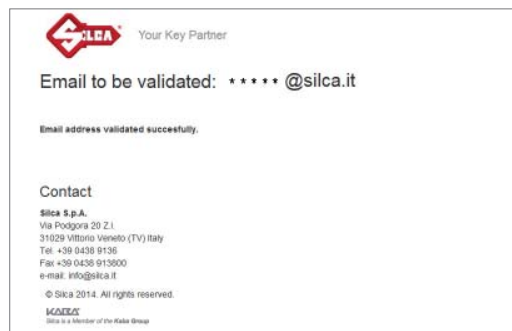 SILCA
Your Key Partner
Email to be validated: * * * * * @silca.it
Email address validated succesfully.
Contact
Silca S.p.A.
Via Podgora 20 Z.I.
31029 Vittorio Veneto (TV) Italy
Tel. +39 0438 9136
Fax +39 0438 913800
e-mail: info@silca.it
© Silca 2014. All rights reserved.
KABA
Silca is a Member of the Kaba Group